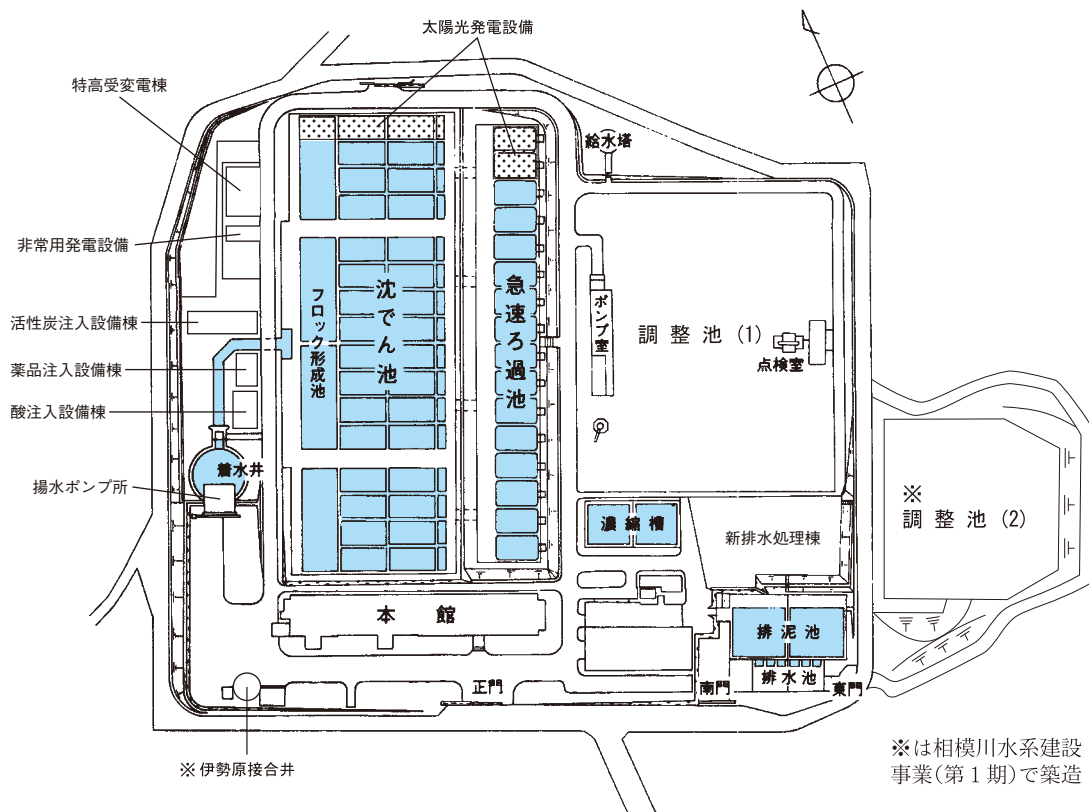 太陽光発電設備
特高受変電棟
給水塔
非常用発電設備
活性炭注入設備棟
薬品注入設備棟
酸注入設備棟
着水井
揚水ポンプ所
フロック形成池
沈でん池
急速ろ過池
ポンプ室
調整池(1)
点検室
※
調整池(2)
濃縮槽
新排水処理棟
本館
排泥池
排水池
正門
南門
東門
※伊勢原接合井
※は相模川水系建設
事業(第1期)で築造